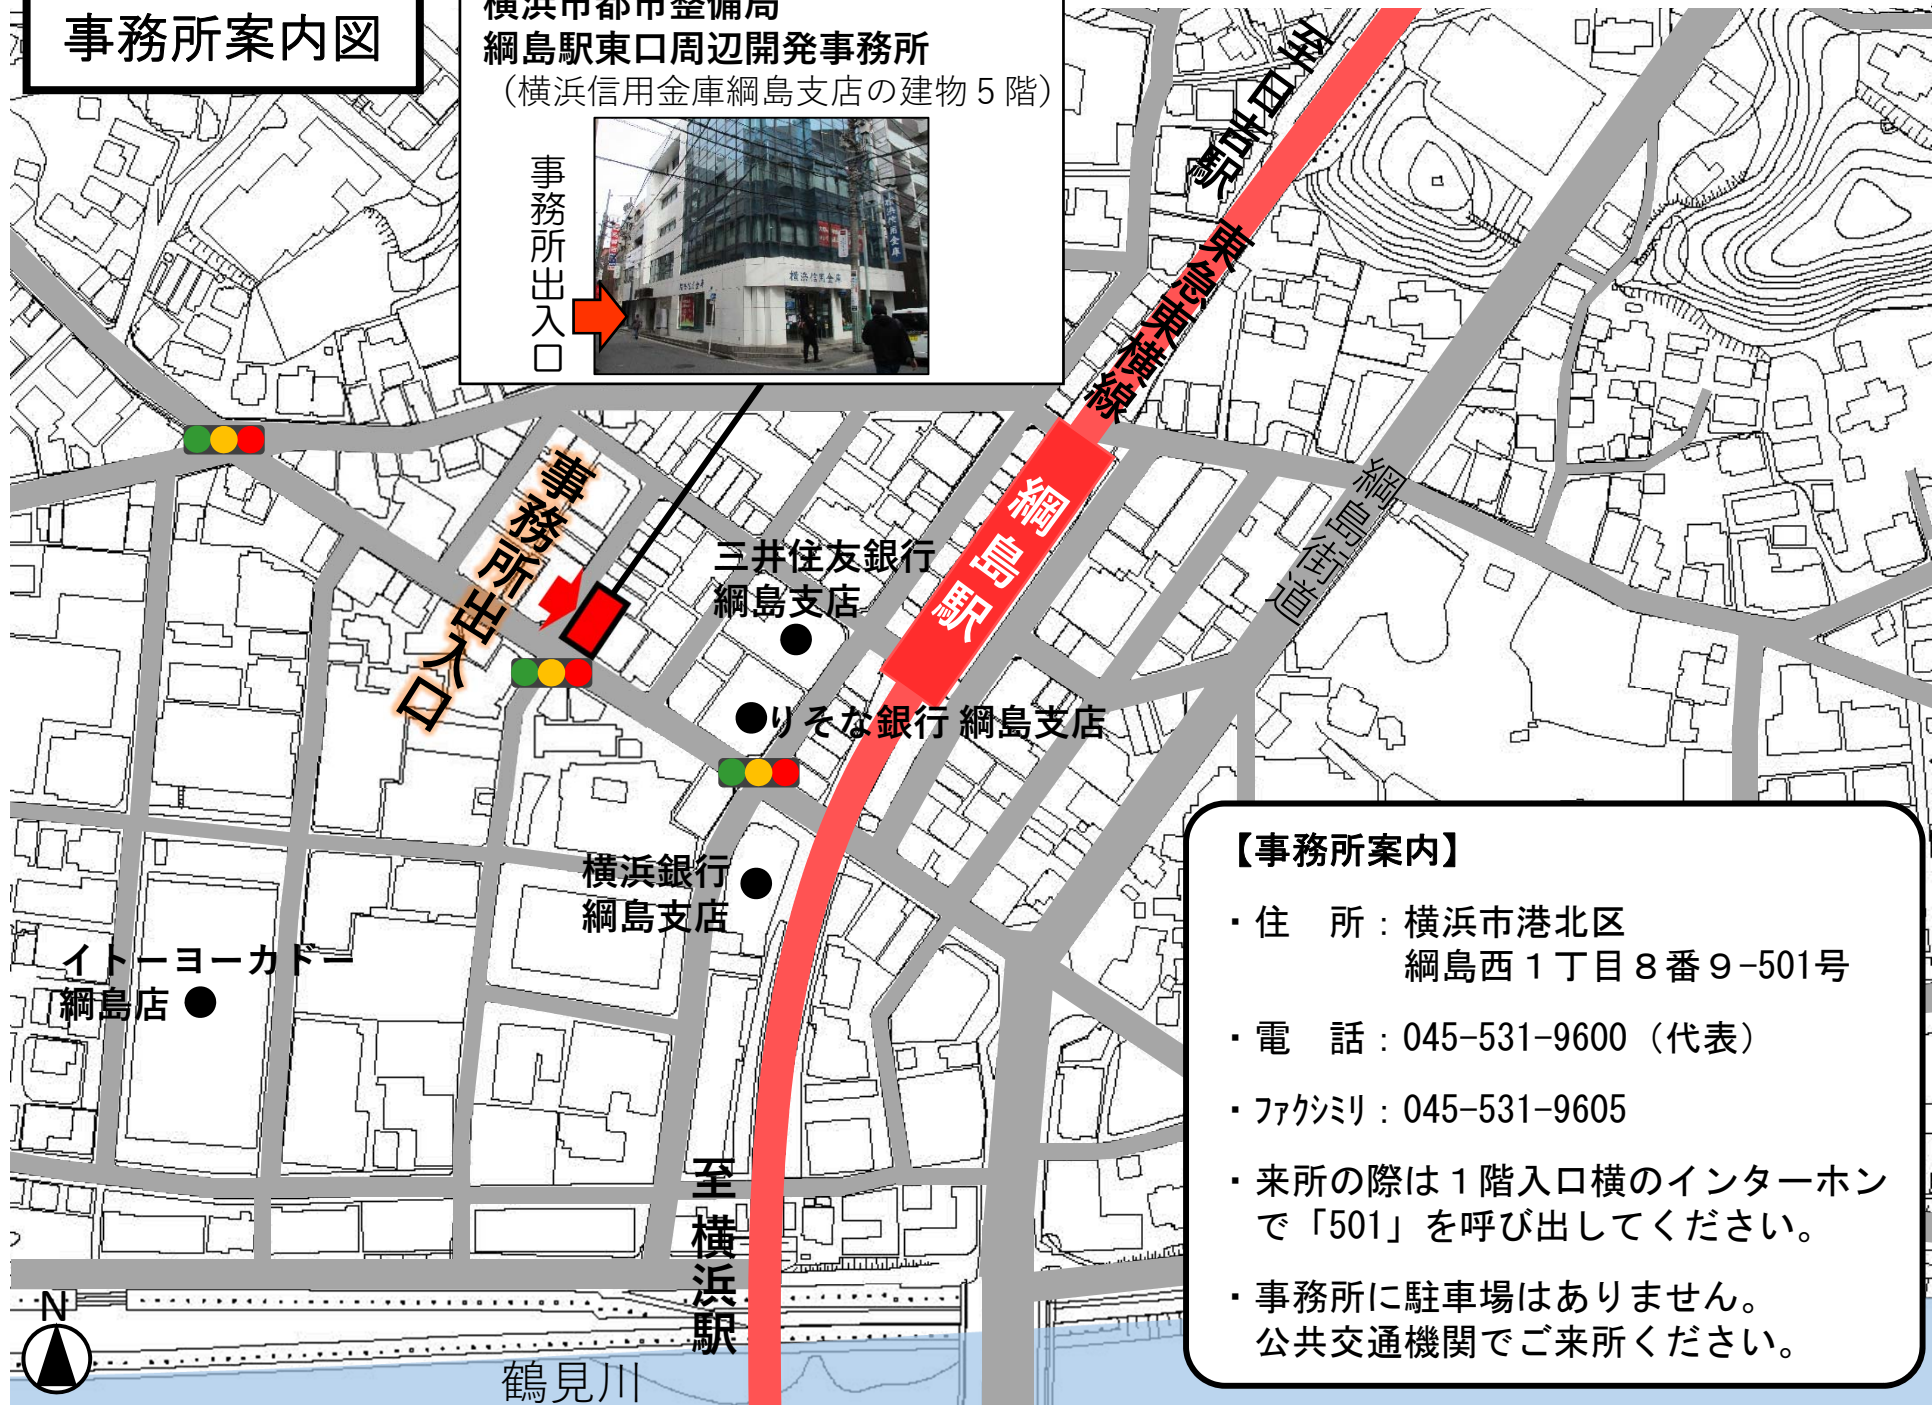 事務所案内図
横浜市都市整備局
綱島駅東口周辺開発事務所
（横浜信用金庫綱島支店の建物５階）
事務所出入口
横浜信用金庫
至日吉駅
東急東横線
綱島駅
綱島街道
事務所出入口
三井住友銀行
綱島支店
りそな銀行 綱島支店
横浜銀行
綱島支店
イトーヨーカドー
綱島店
至横浜駅
鶴見川
N
【事務所案内】
・住　所：横浜市港北区
綱島西１丁目８番９-501号
・電　話：045-531-9600（代表）
・ﾌｧｸｼﾐﾘ：045-531-9605
・来所の際は１階入口横のインターホン
で「501」を呼び出してください。
・事務所に駐車場はありません。
公共交通機関でご来所ください。